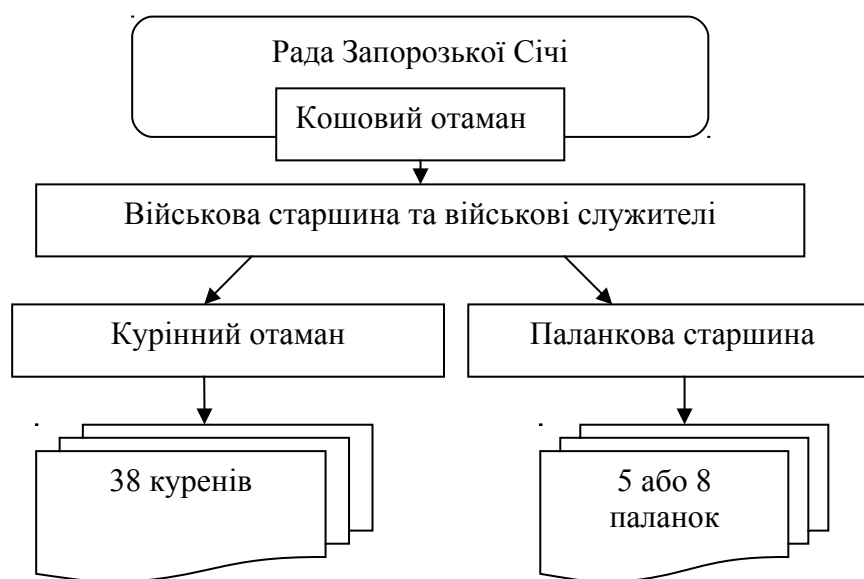 Рада Запорозької Січі
Кошовий отаман
Військова старшина та військові служителі
Курінний отаман
Паланкова старшина
38 куренів
5 або 8
паланок